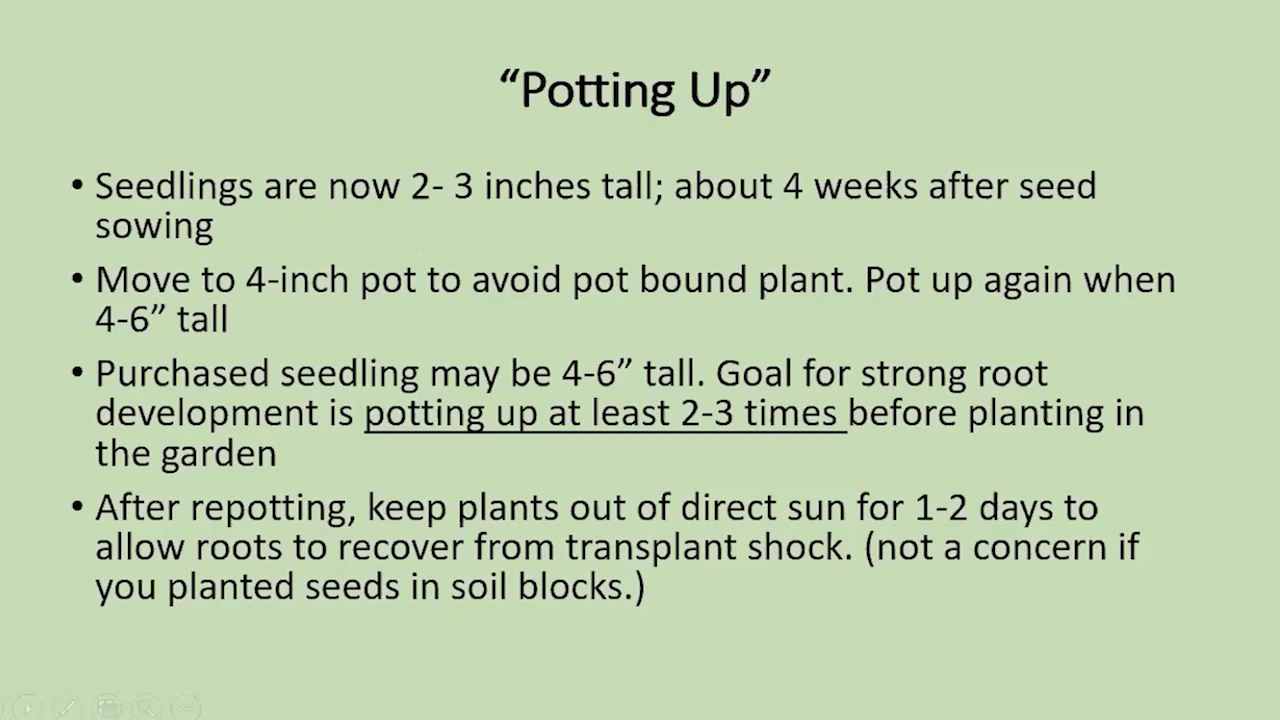 “Potting Up”
• Seedlings are now 2- 3 inches tall; about 4 weeks after seed
sowing
• Move to 4-inch pot to avoid pot bound plant. Pot up again when
4-6” tall
• Purchased seedling may be 4-6” tall. Goal for strong root
development is potting up at least 2-3 times before planting in
the garden
• After repotting, keep plants out of direct sun for 1-2 days to
allow roots to recover from transplant shock. (not a concern if
you planted seeds in soil blocks.)